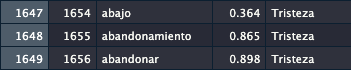 1647 1654 abajo 0.364 Tristeza
1648 1655 abandonamiento 0.865 Tristeza
1649 1656 abandonar 0.898 Tristeza